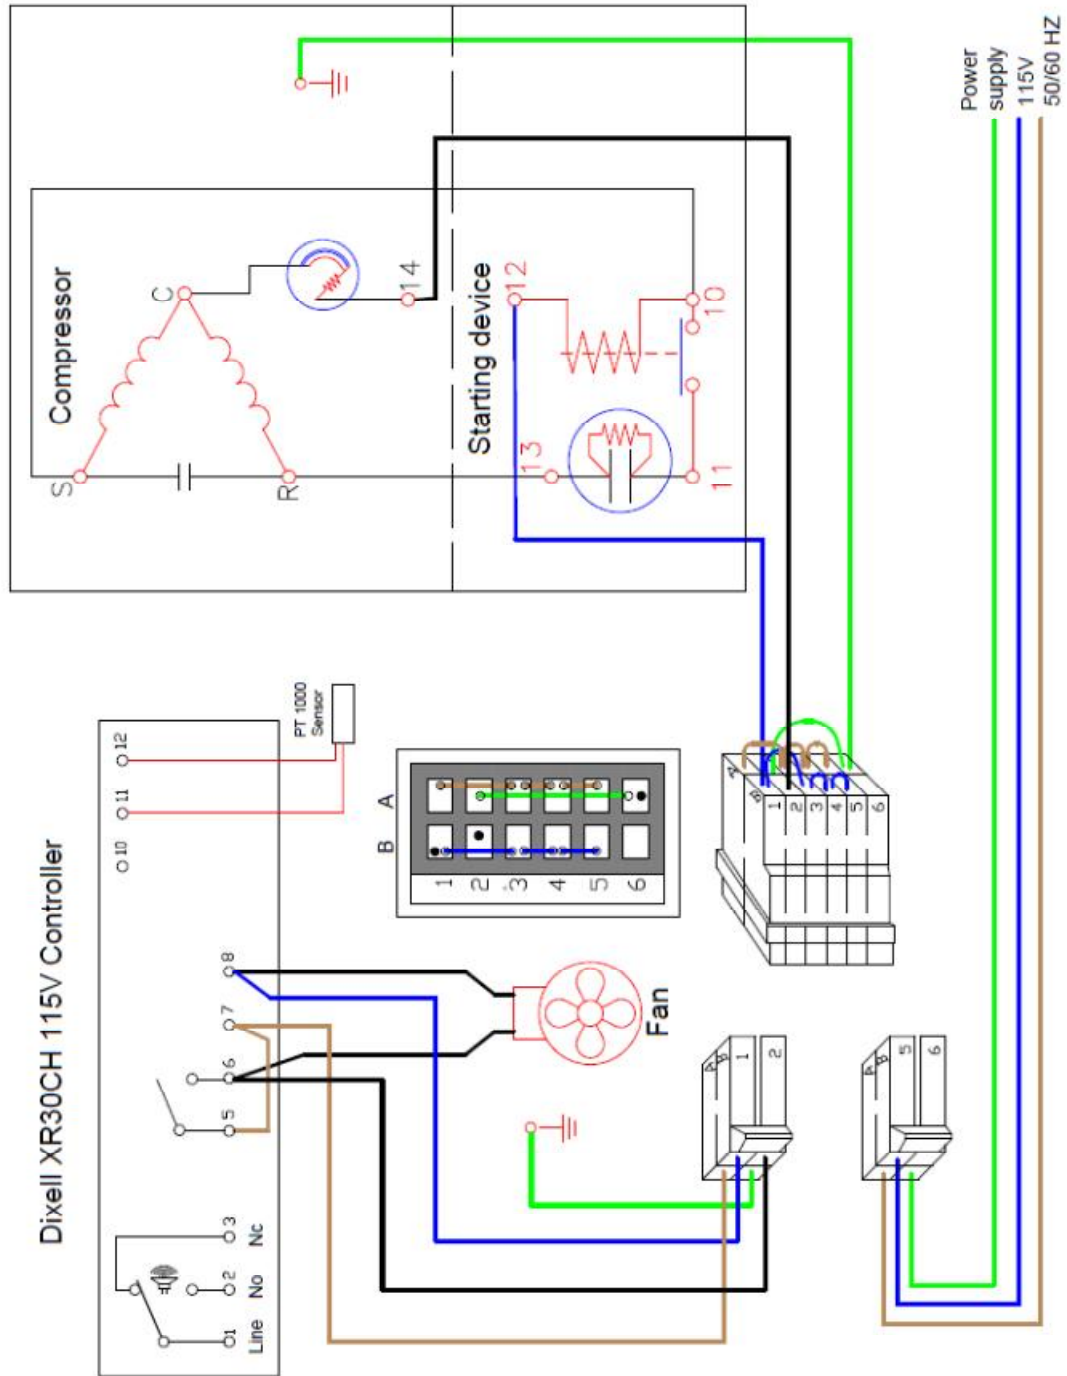 Dixell XR30CH 115V Controller
Line
1
No
2
Nc
3
5
6
7
8
10
11
12
PT 1000
Sensor
Fan
B
A
1
2
3
4
5
6
Compressor
S
C
R
14
Starting device
13
12
11
10
A
B
1
2
A
B
5
6
A
B
1
2
3
4
5
6
Power
supply
115V
50/60 HZ